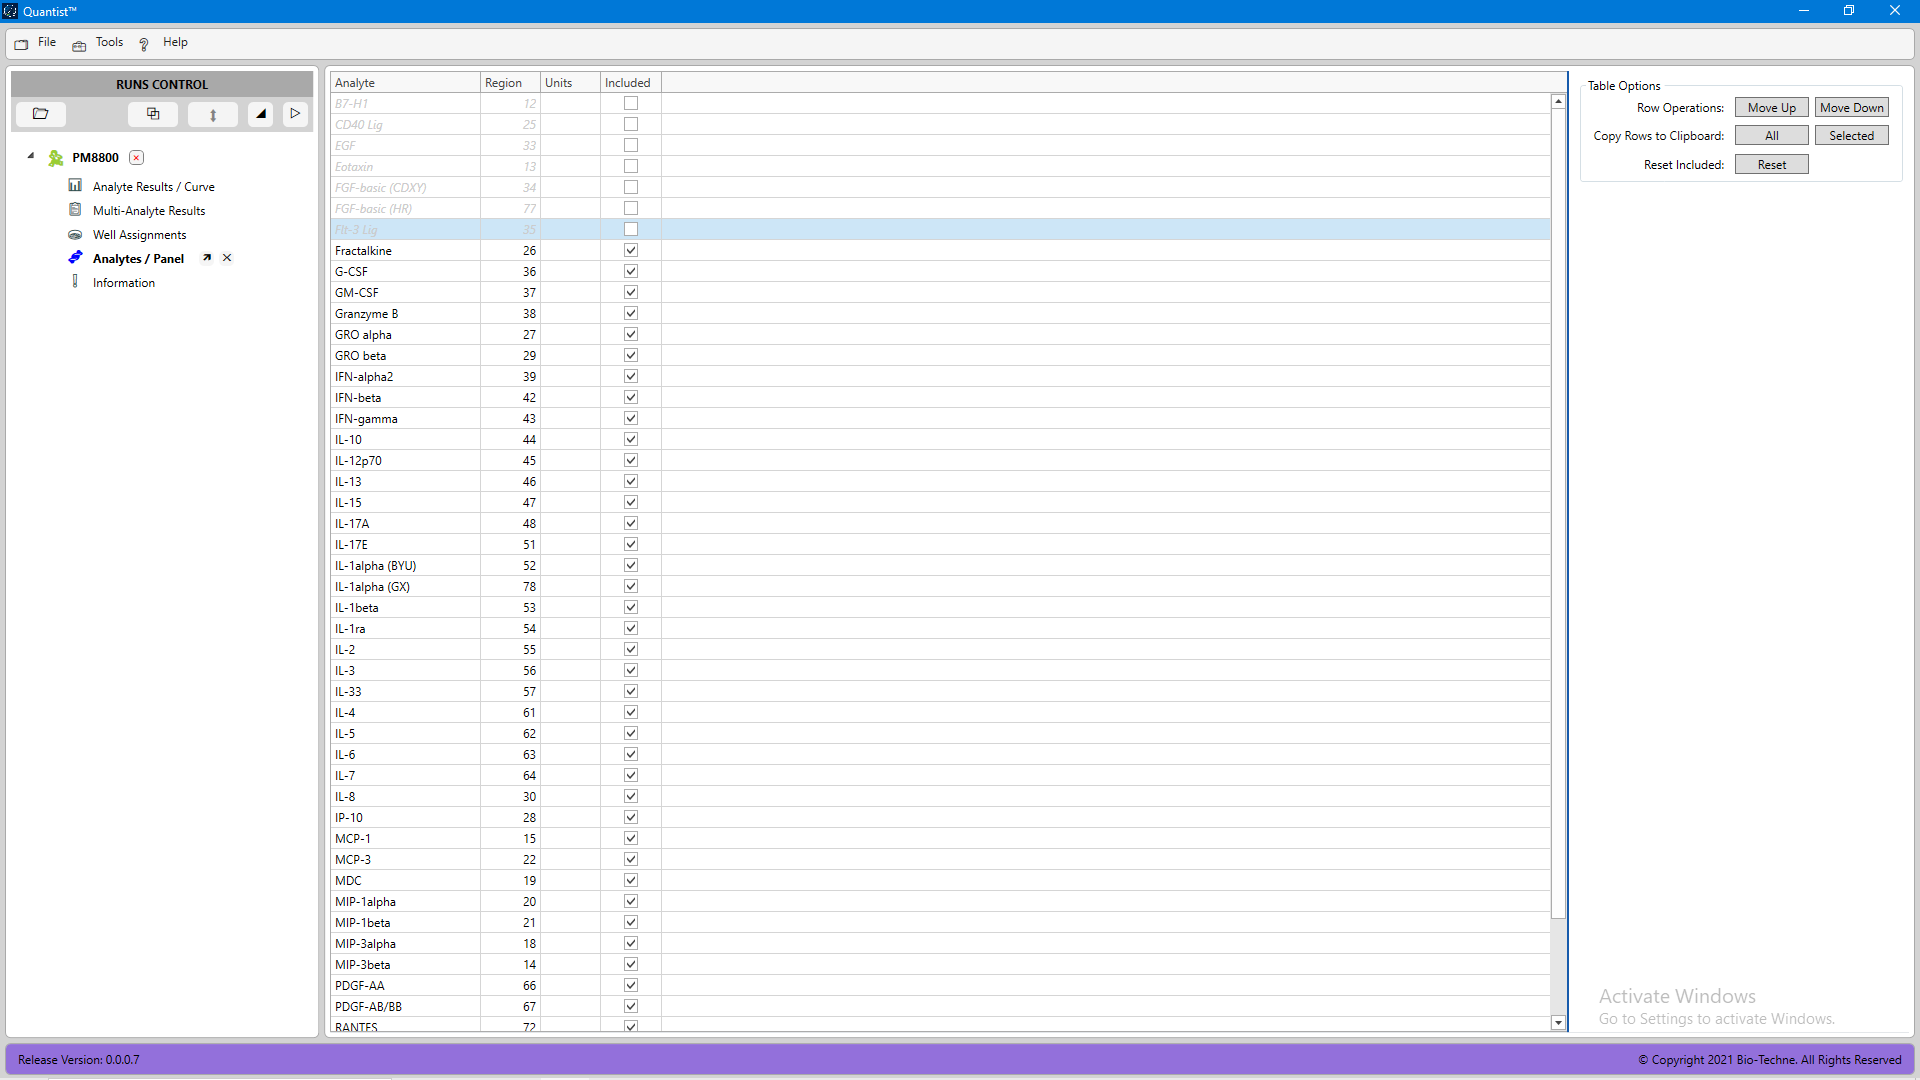 Quantist™
File Tools Help
RUNS CONTROL
PM8800
Analyte Results / Curve
Multi-Analyte Results
Well Assignments
Analytes / Panel
Information
Analyte Region Units Included
B7-H1 12
CD40 Lig 25
EGF 33
Eotaxin 13
FGF-basic (CDXY) 34
FGF-basic (HR) 77
Flt-3 Lig 35
Fractalkine 26
G-CSF 36
GM-CSF 37
Granzyme B 38
GRO alpha 27
GRO beta 29
IFN-alpha2 39
IFN-beta 42
IFN-gamma 43
IL-10 44
IL-12p70 45
IL-13 46
IL-15 47
IL-17A 48
IL-17E 51
IL-1alpha (BYU) 52
IL-1alpha (GX) 78
IL-1beta 53
IL-1ra 54
IL-2 55
IL-3 56
IL-33 57
IL-4 61
IL-5 62
IL-6 63
IL-7 64
IL-8 30
IP-10 28
MCP-1 15
MCP-3 22
MDC 19
MIP-1alpha 20
MIP-1beta 21
MIP-3alpha 18
MIP-3beta 14
PDGF-AA 66
PDGF-AB/BB 67
RANTES 72
Table Options
Row Operations: Move Up Move Down
Copy Rows to Clipboard: All Selected
Reset Included: Reset
Activate Windows
Go to Settings to activate Windows.
Release Version: 0.0.0.7
© Copyright 2021 Bio-Techne. All Rights Reserved